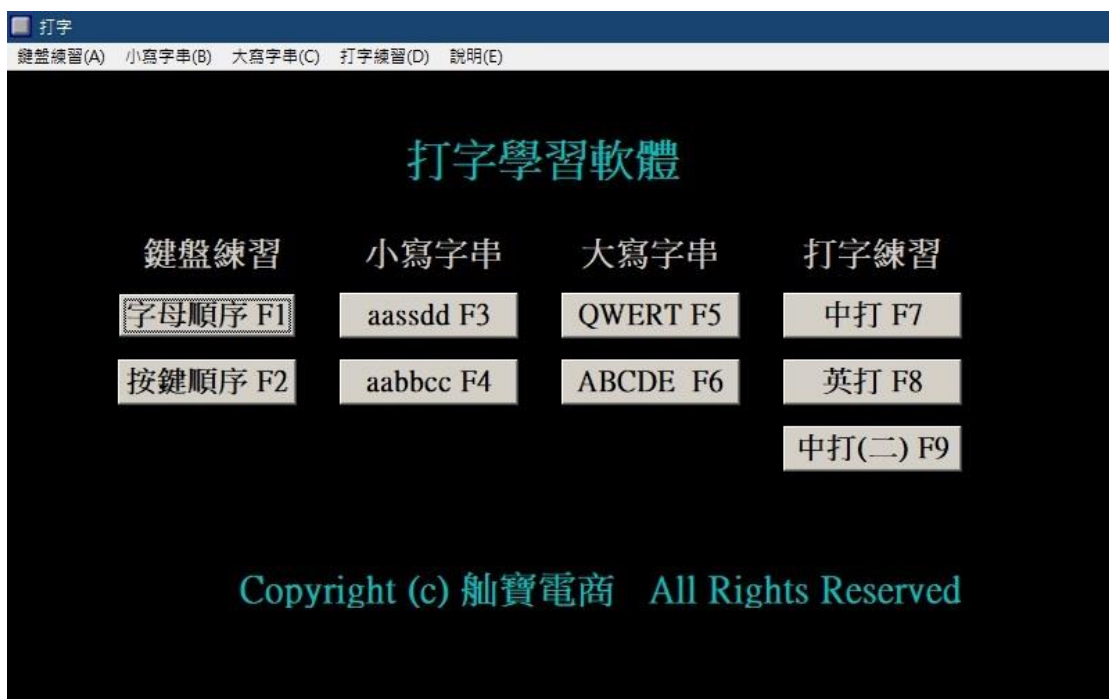 打字
鍵盤練習(A) 小寫字串(B) 大寫字串(C) 打字練習(D) 說明(E)
打字學習軟體
鍵盤練習 小寫字串 大寫字串 打字練習
字母順序 F1 aassdd F3 QWERT F5 中打 F7
按鍵順序 F2 aabbcc F4 ABCDE F6 英打 F8
中打(二) F9
Copyright (c) 舢寶電商 All Rights Reserved